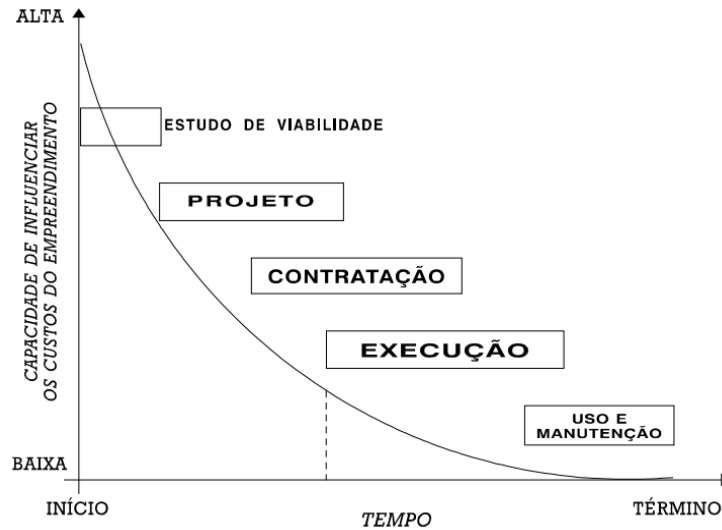 ALTA
CAPACIDADE DE INFLUENCIAR
OS CUSTOS DO EMPREENDIMENTO
ESTUDO DE VIABILIDADE
PROJETO
CONTRATAÇÃO
EXECUÇÃO
USO E
MANUTENÇÃO
BAIXA
INÍCIO
TEMPO
TÉRMINO